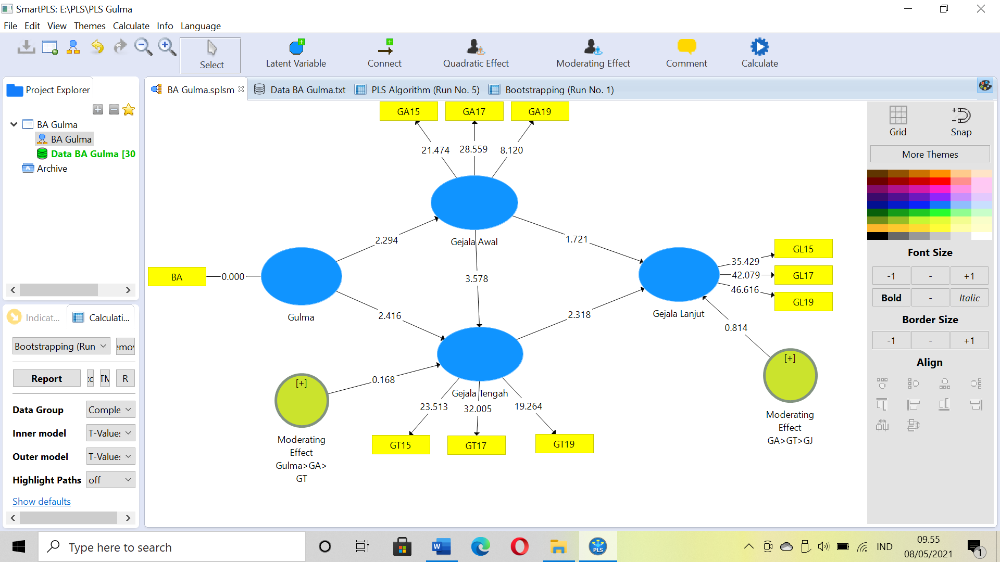 SmartPLS: E:\PLS\PLS Gulma
File Edit View Themes Calculate Info Language
Select
Latent Variable
Connect
Quadratic Effect
Moderating Effect
Comment
Calculate
Project Explorer
BA Gulma
BA Gulma
Data BA Gulma [30
Archive
BA Gulma.splsm
Data BA Gulma.txt
PLS Algorithm (Run No. 5)
Bootstrapping (Run No. 1)
GA15
GA17
GA19
21.474
28.559
8.120
Gejala Awal
2.294
1.721
BA
0.000
Gulma
3.578
2.416
2.318
Gejala Lanjut
35.429
42.079
46.616
GL15
GL17
GL19
0.814
[+]
Moderating
Effect
GA>GT>GJ
Gejala Tengah
0.168
[+]
Moderating
Effect
Gulma>GA>
GT
23.513
32.005
19.264
GT15
GT17
GT19
Indicat...
Calculati...
Bootstrapping (Run
emov
Report
R
Data Group
Comple
Inner model
T-Values
Outer model
T-Values
Highlight Paths
off
Show defaults
Grid
Snap
More Themes
Font Size
-1
-
+1
Bold
-
Italic
Border Size
-1
-
+1
Align
Type here to search
W
PLS
IND
09.55
08/05/2021
1